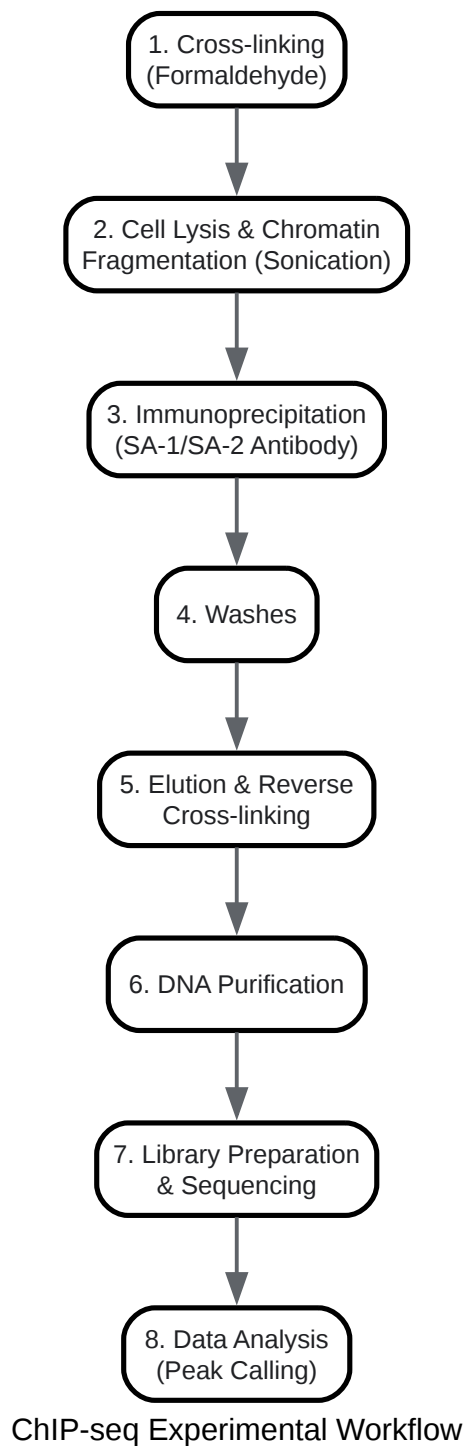 1. Cross-linking
(Formaldehyde)
2. Cell Lysis & Chromatin
Fragmentation (Sonication)
3. Immunoprecipitation
(SA-1/SA-2 Antibody)
4. Washes
5. Elution & Reverse
Cross-linking
6. DNA Purification
7. Library Preparation
& Sequencing
8. Data Analysis
(Peak Calling)
ChIP-seq Experimental Workflow